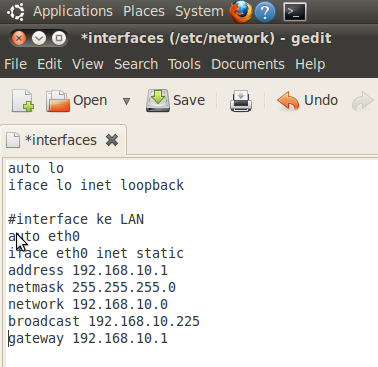 Applications Places System
*interfaces (/etc/network) - gedit
File Edit View Search Tools Documents Help
Open Save Undo
*interfaces
auto lo
iface lo inet loopback
#interface ke LAN
auto eth0
iface eth0 inet static
address 192.168.10.1
netmask 255.255.255.0
network 192.168.10.0
broadcast 192.168.10.225
gateway 192.168.10.1